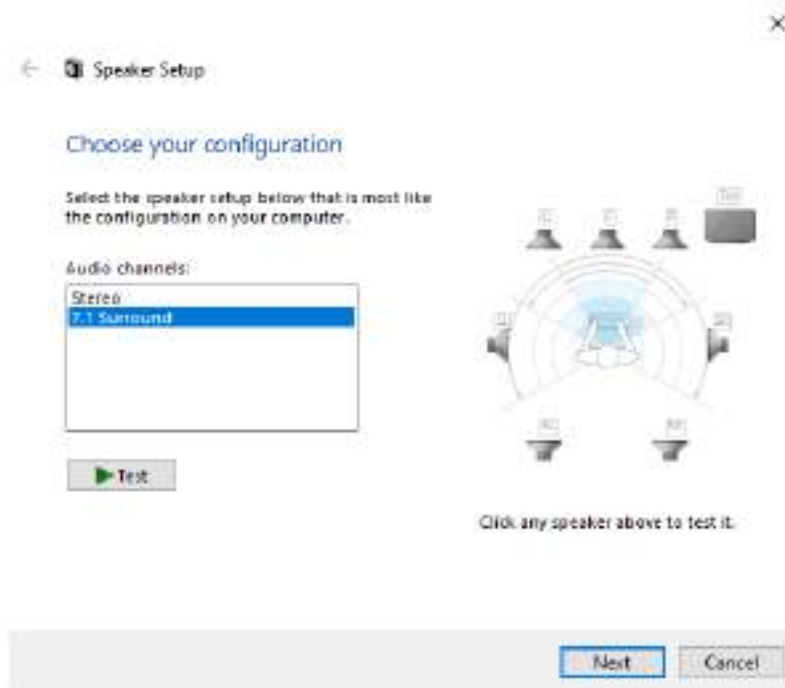 Speaker Setup
Choose your configuration
Select the speaker setup below that is most like
the configuration on your computer.
Audio channels:
Stereo
7.1 Surround
Test
Click any speaker above to test it.
Next
Cancel